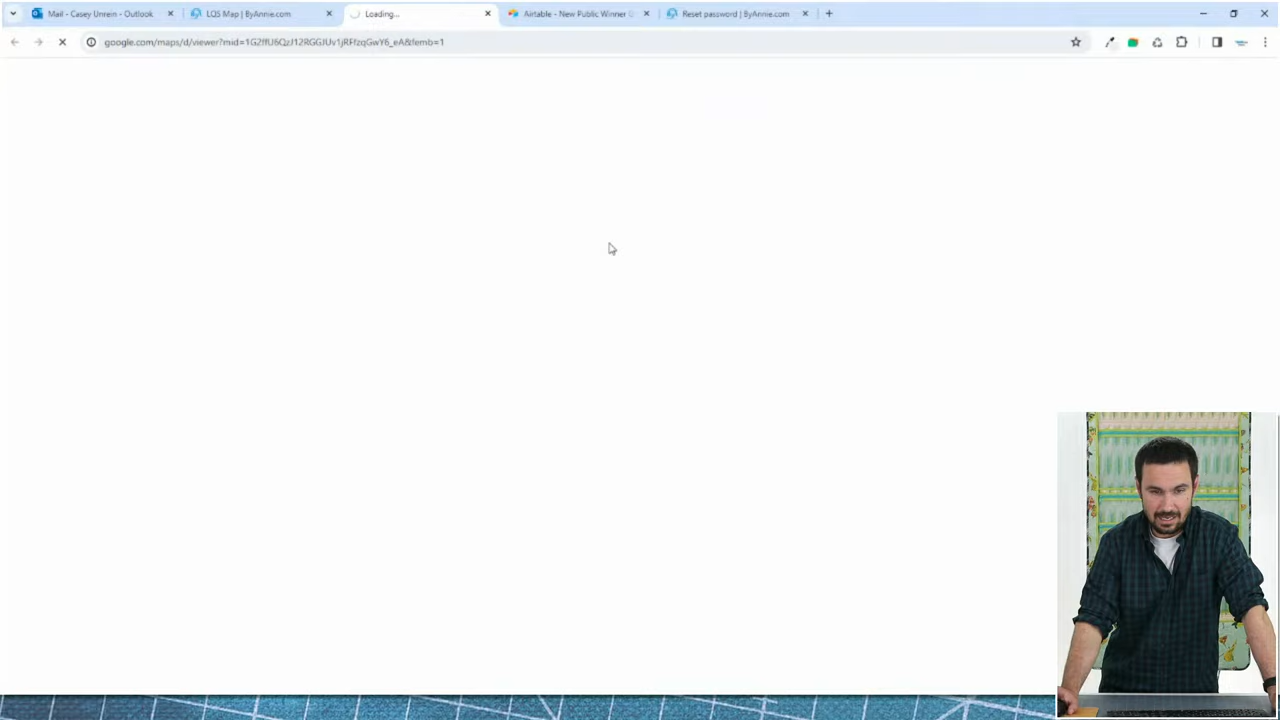 Mail - Casey Unrein - Outlook
LQS Map | ByAnnie.com
Loading...
Airtable - New Public Winner
Reset password | ByAnnie.com
google.com/maps/d/viewer?mid=1G2ffU6QzJ12RGGJUv1jRFfzqGwY6_eA&femb=1